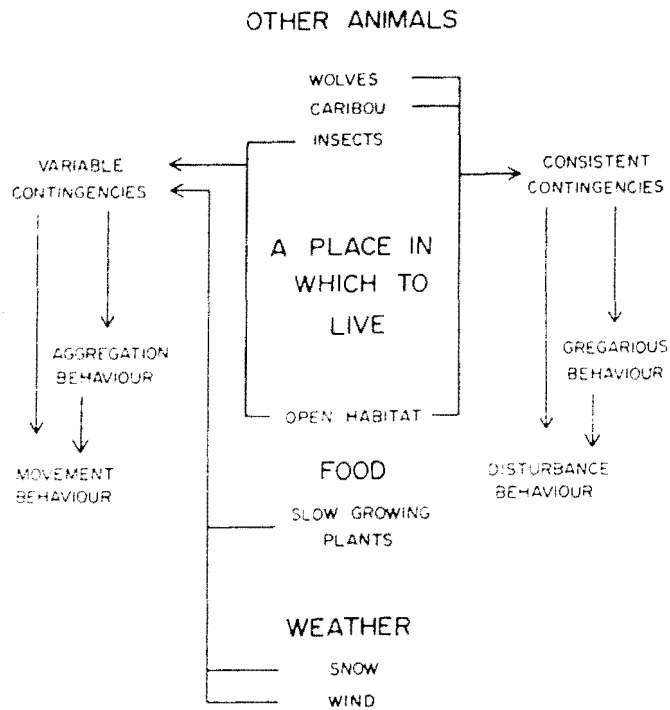 OTHER ANIMALS
WOLVES
CARIBOU
INSECTS
VARIABLE
CONTINGENCIES
CONSISTENT
CONTINGENCIES
A PLACE IN
WHICH TO
LIVE
AGGREGATION
BEHAVIOUR
GREGARIOUS
BEHAVIOUR
OPEN HABITAT
MOVEMENT
BEHAVIOUR
FOOD
DISTURBANCE
BEHAVIOUR
SLOW GROWING
PLANTS
WEATHER
SNOW
WIND